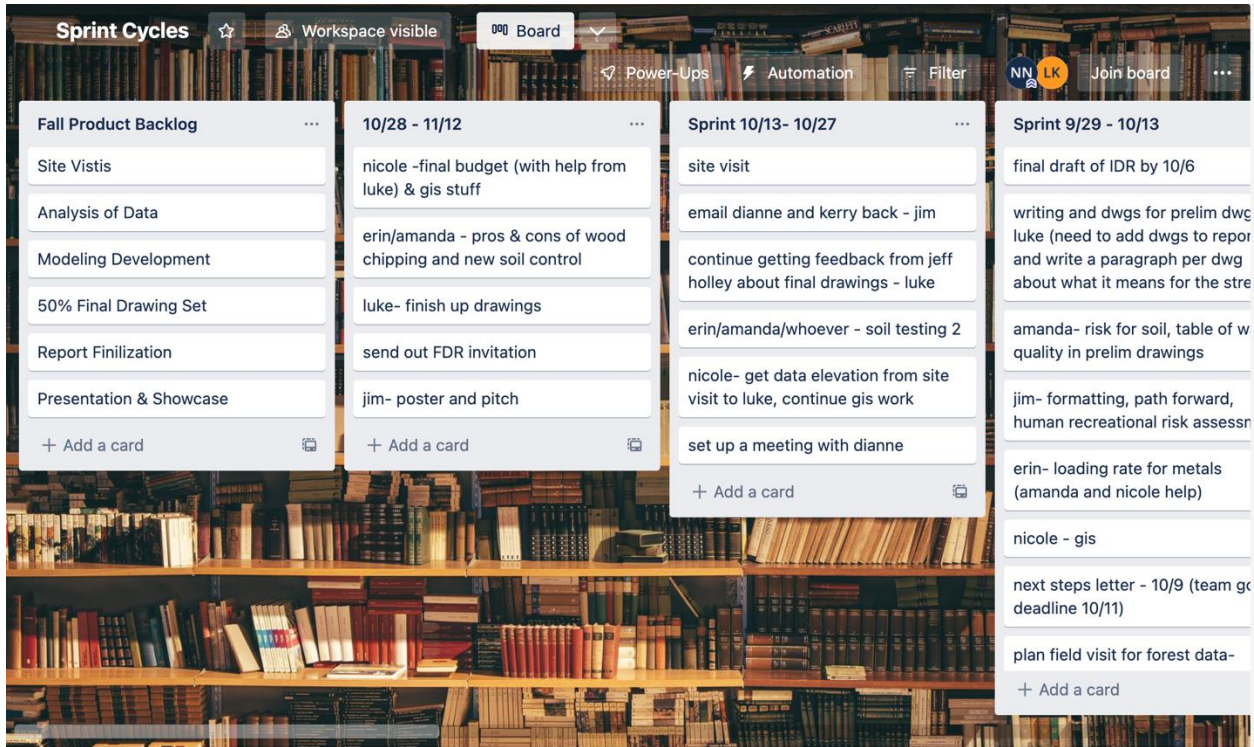 Sprint Cycles
Workspace visible
Board
Power-Ups
Automation
Filter
NN
LK
Join board
Fall Product Backlog
Site Vistis
Analysis of Data
Modeling Development
50% Final Drawing Set
Report Finilization
Presentation & Showcase
+ Add a card
10/28 - 11/12
nicole -final budget (with help from
luke) & gis stuff
erin/amanda - pros & cons of wood
chipping and new soil control
luke- finish up drawings
send out FDR invitation
jim- poster and pitch
+ Add a card
Sprint 10/13- 10/27
site visit
email dianne and kerry back - jim
continue getting feedback from jeff
holley about final drawings - luke
erin/amanda/whoever - soil testing 2
nicole- get data elevation from site
visit to luke, continue gis work
set up a meeting with dianne
+ Add a card
Sprint 9/29 - 10/13
final draft of IDR by 10/6
writing and dwgs for prelim dwg
luke (need to add dwgs to repor
and write a paragraph per dwg
about what it means for the stre
amanda- risk for soil, table of w
quality in prelim drawings
jim- formatting, path forward,
human recreational risk assessm
erin- loading rate for metals
(amanda and nicole help)
nicole - gis
next steps letter - 10/9 (team go
deadline 10/11)
plan field visit for forest data-
+ Add a card